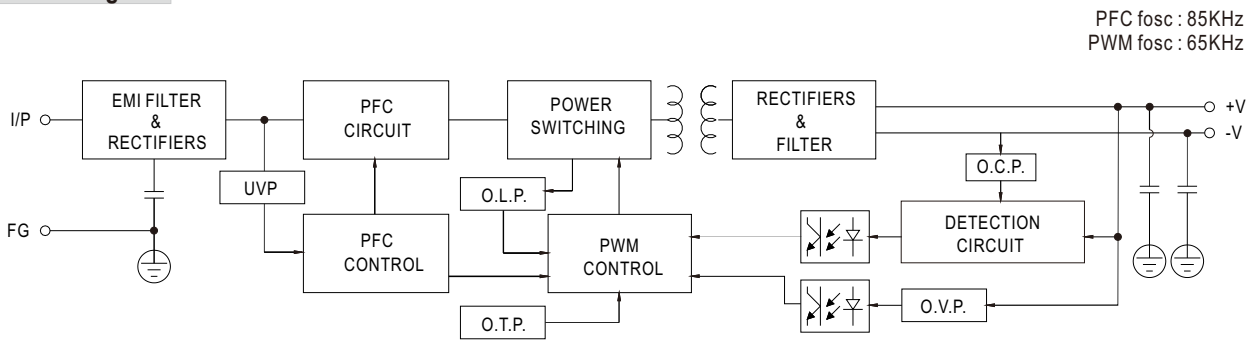 PFC fosc : 85KHz
PWM fosc : 65KHz
I/P
EMI FILTER
&
RECTIFIERS
PFC
CIRCUIT
POWER
SWITCHING
RECTIFIERS
&
FILTER
+V
-V
UVP
O.L.P.
O.C.P.
FG
PFC
CONTROL
PWM
CONTROL
DETECTION
CIRCUIT
O.T.P.
O.V.P.